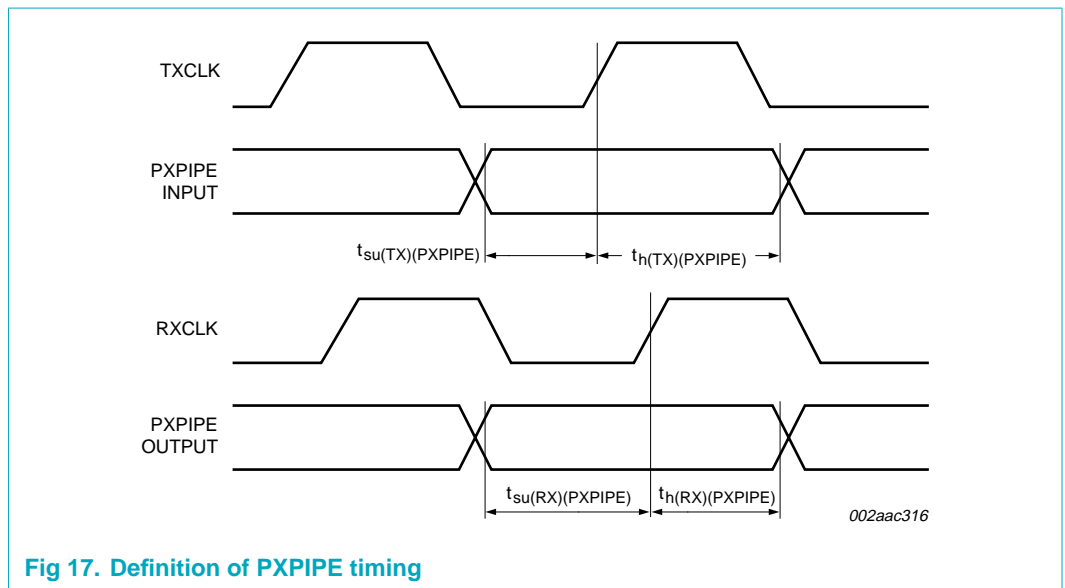 TXCLK
PXPIPE
INPUT
tsu(TX)(PXPIPE)
th(TX)(PXPIPE)
RXCLK
PXPIPE
OUTPUT
tsu(RX)(PXPIPE)
th(RX)(PXPIPE)
002aac316
Fig 17. Definition of PXPIPE timing